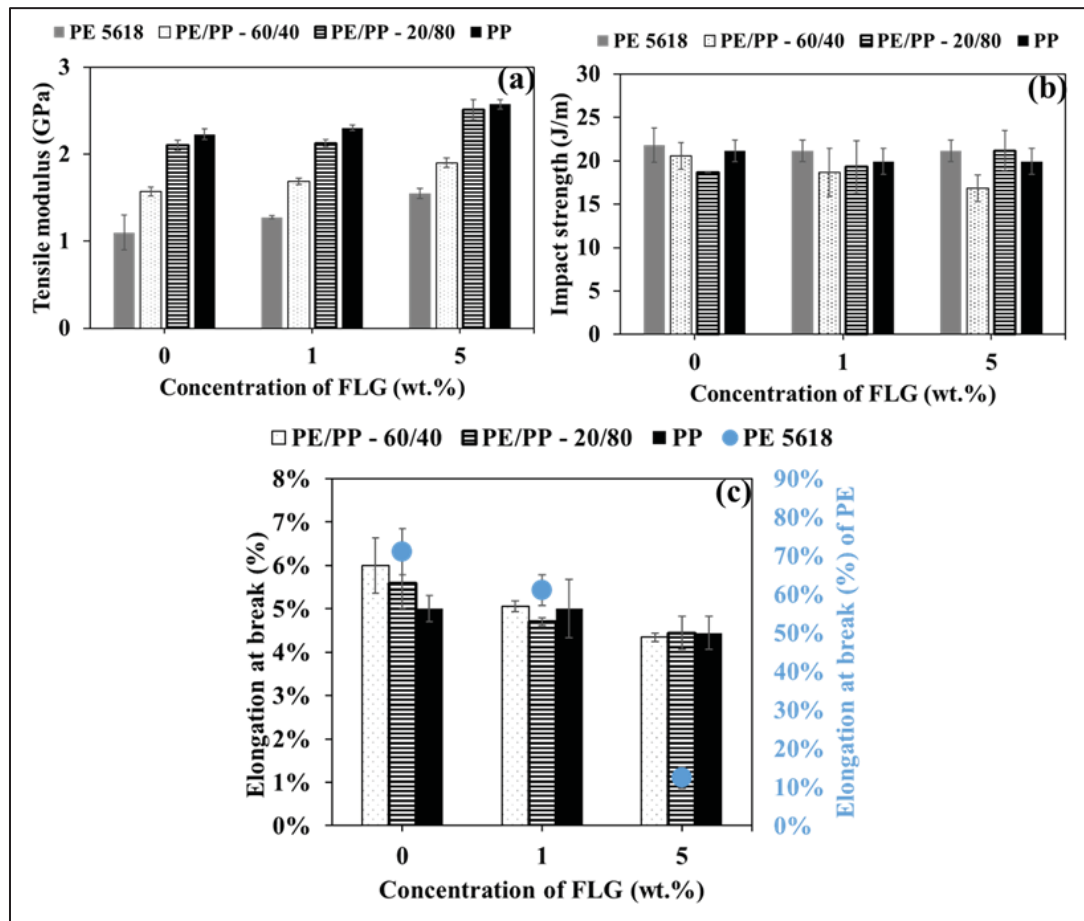 PE 5618 PE/PP - 60/40 PE/PP - 20/80 PP
(a)
Tensile modulus (GPa)
3
2
1
0
0 1 5
Concentration of FLG (wt.%)
PE 5618 PE/PP - 60/40 PE/PP - 20/80 PP
(b)
Impact strength (J/m)
30
25
20
15
10
5
0
0 1 5
Concentration of FLG (wt.%)
PE/PP - 60/40 PE/PP - 20/80 PP PE 5618
(c)
Elongation at break (%)
8%
7%
6%
5%
4%
3%
2%
1%
0%
90%
80%
70%
60%
50%
40%
30%
20%
10%
0%
Elongation at break (%) of PE
0 1 5
Concentration of FLG (wt.%)